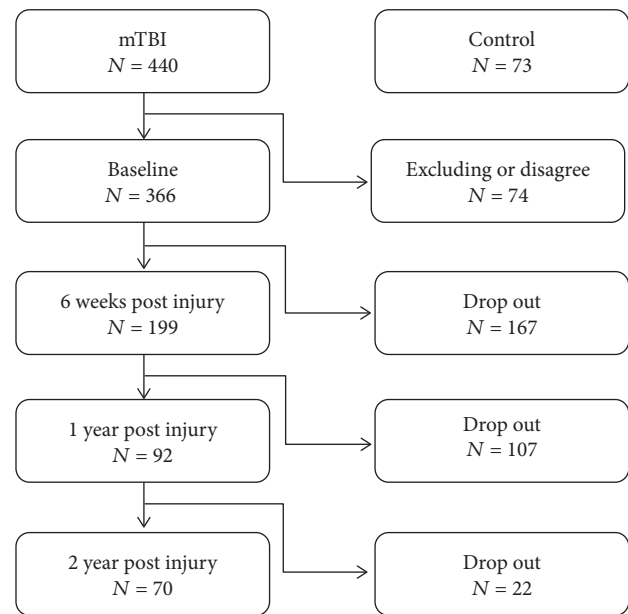 mTBI
N = 440
Control
N = 73
Baseline
N = 366
Excluding or disagree
N = 74
6 weeks post injury
N = 199
Drop out
N = 167
1 year post injury
N = 92
Drop out
N = 107
2 year post injury
N = 70
Drop out
N = 22